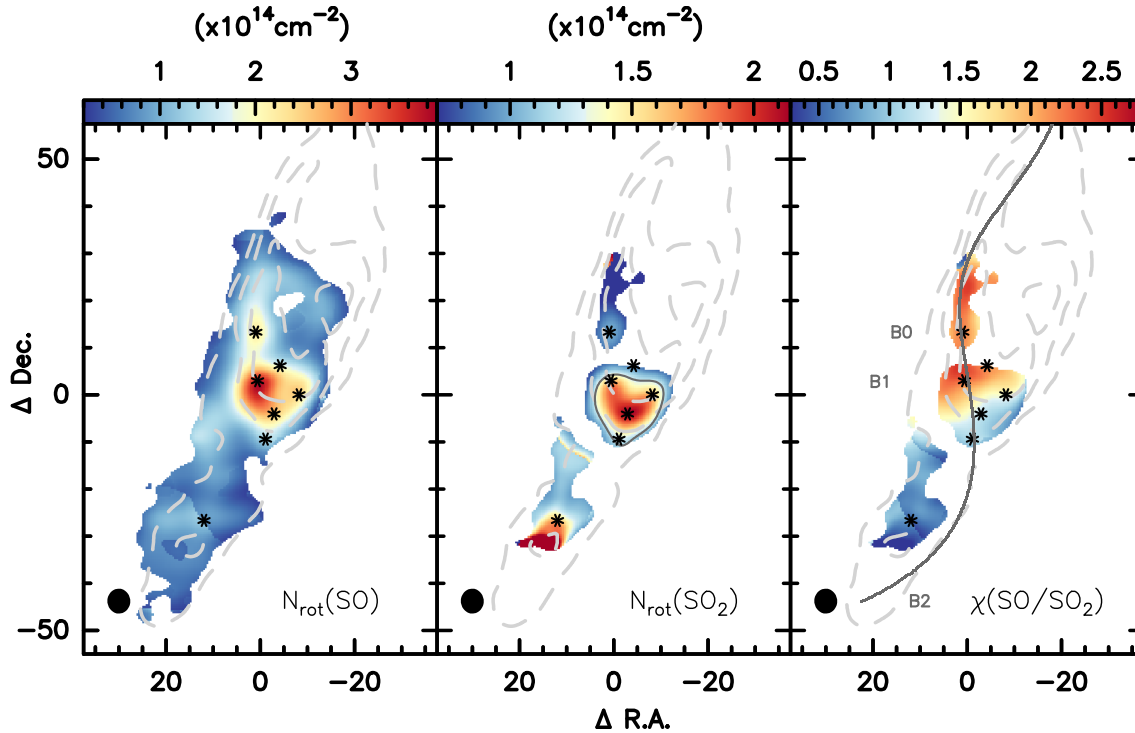 (x10¹⁴cm⁻²) (x10¹⁴cm⁻²)
1 2 3 1 1.5 2 0.5 1 1.5 2 2.5
50
0
−50
Δ Dec.
B0
B1
B2
N_rot(SO) N_rot(SO₂) χ(SO/SO₂)
20 0 −20 20 0 −20 20 0 −20
Δ R.A.